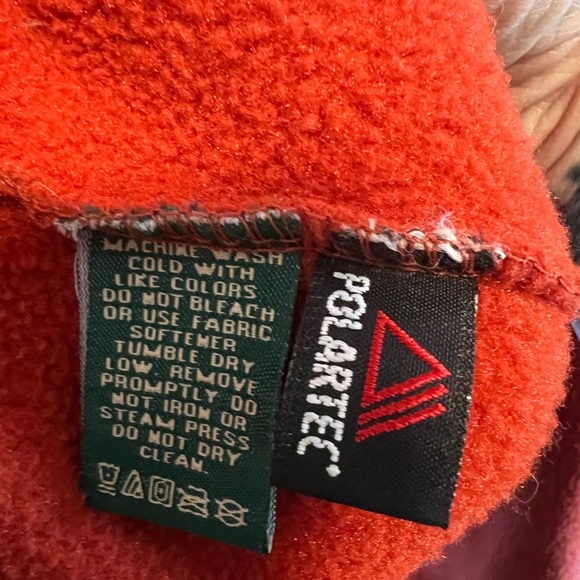 MACHINE WASH
COLD WITH
LIKE COLORS
DO NOT BLEACH
OR USE FABRIC
SOFTENER
TUMBLE DRY
LOW. REMOVE
PROMPTLY DO
NOT IRON OR
STEAM PRESS
DO NOT DRY
CLEAN.
POLARTEC®